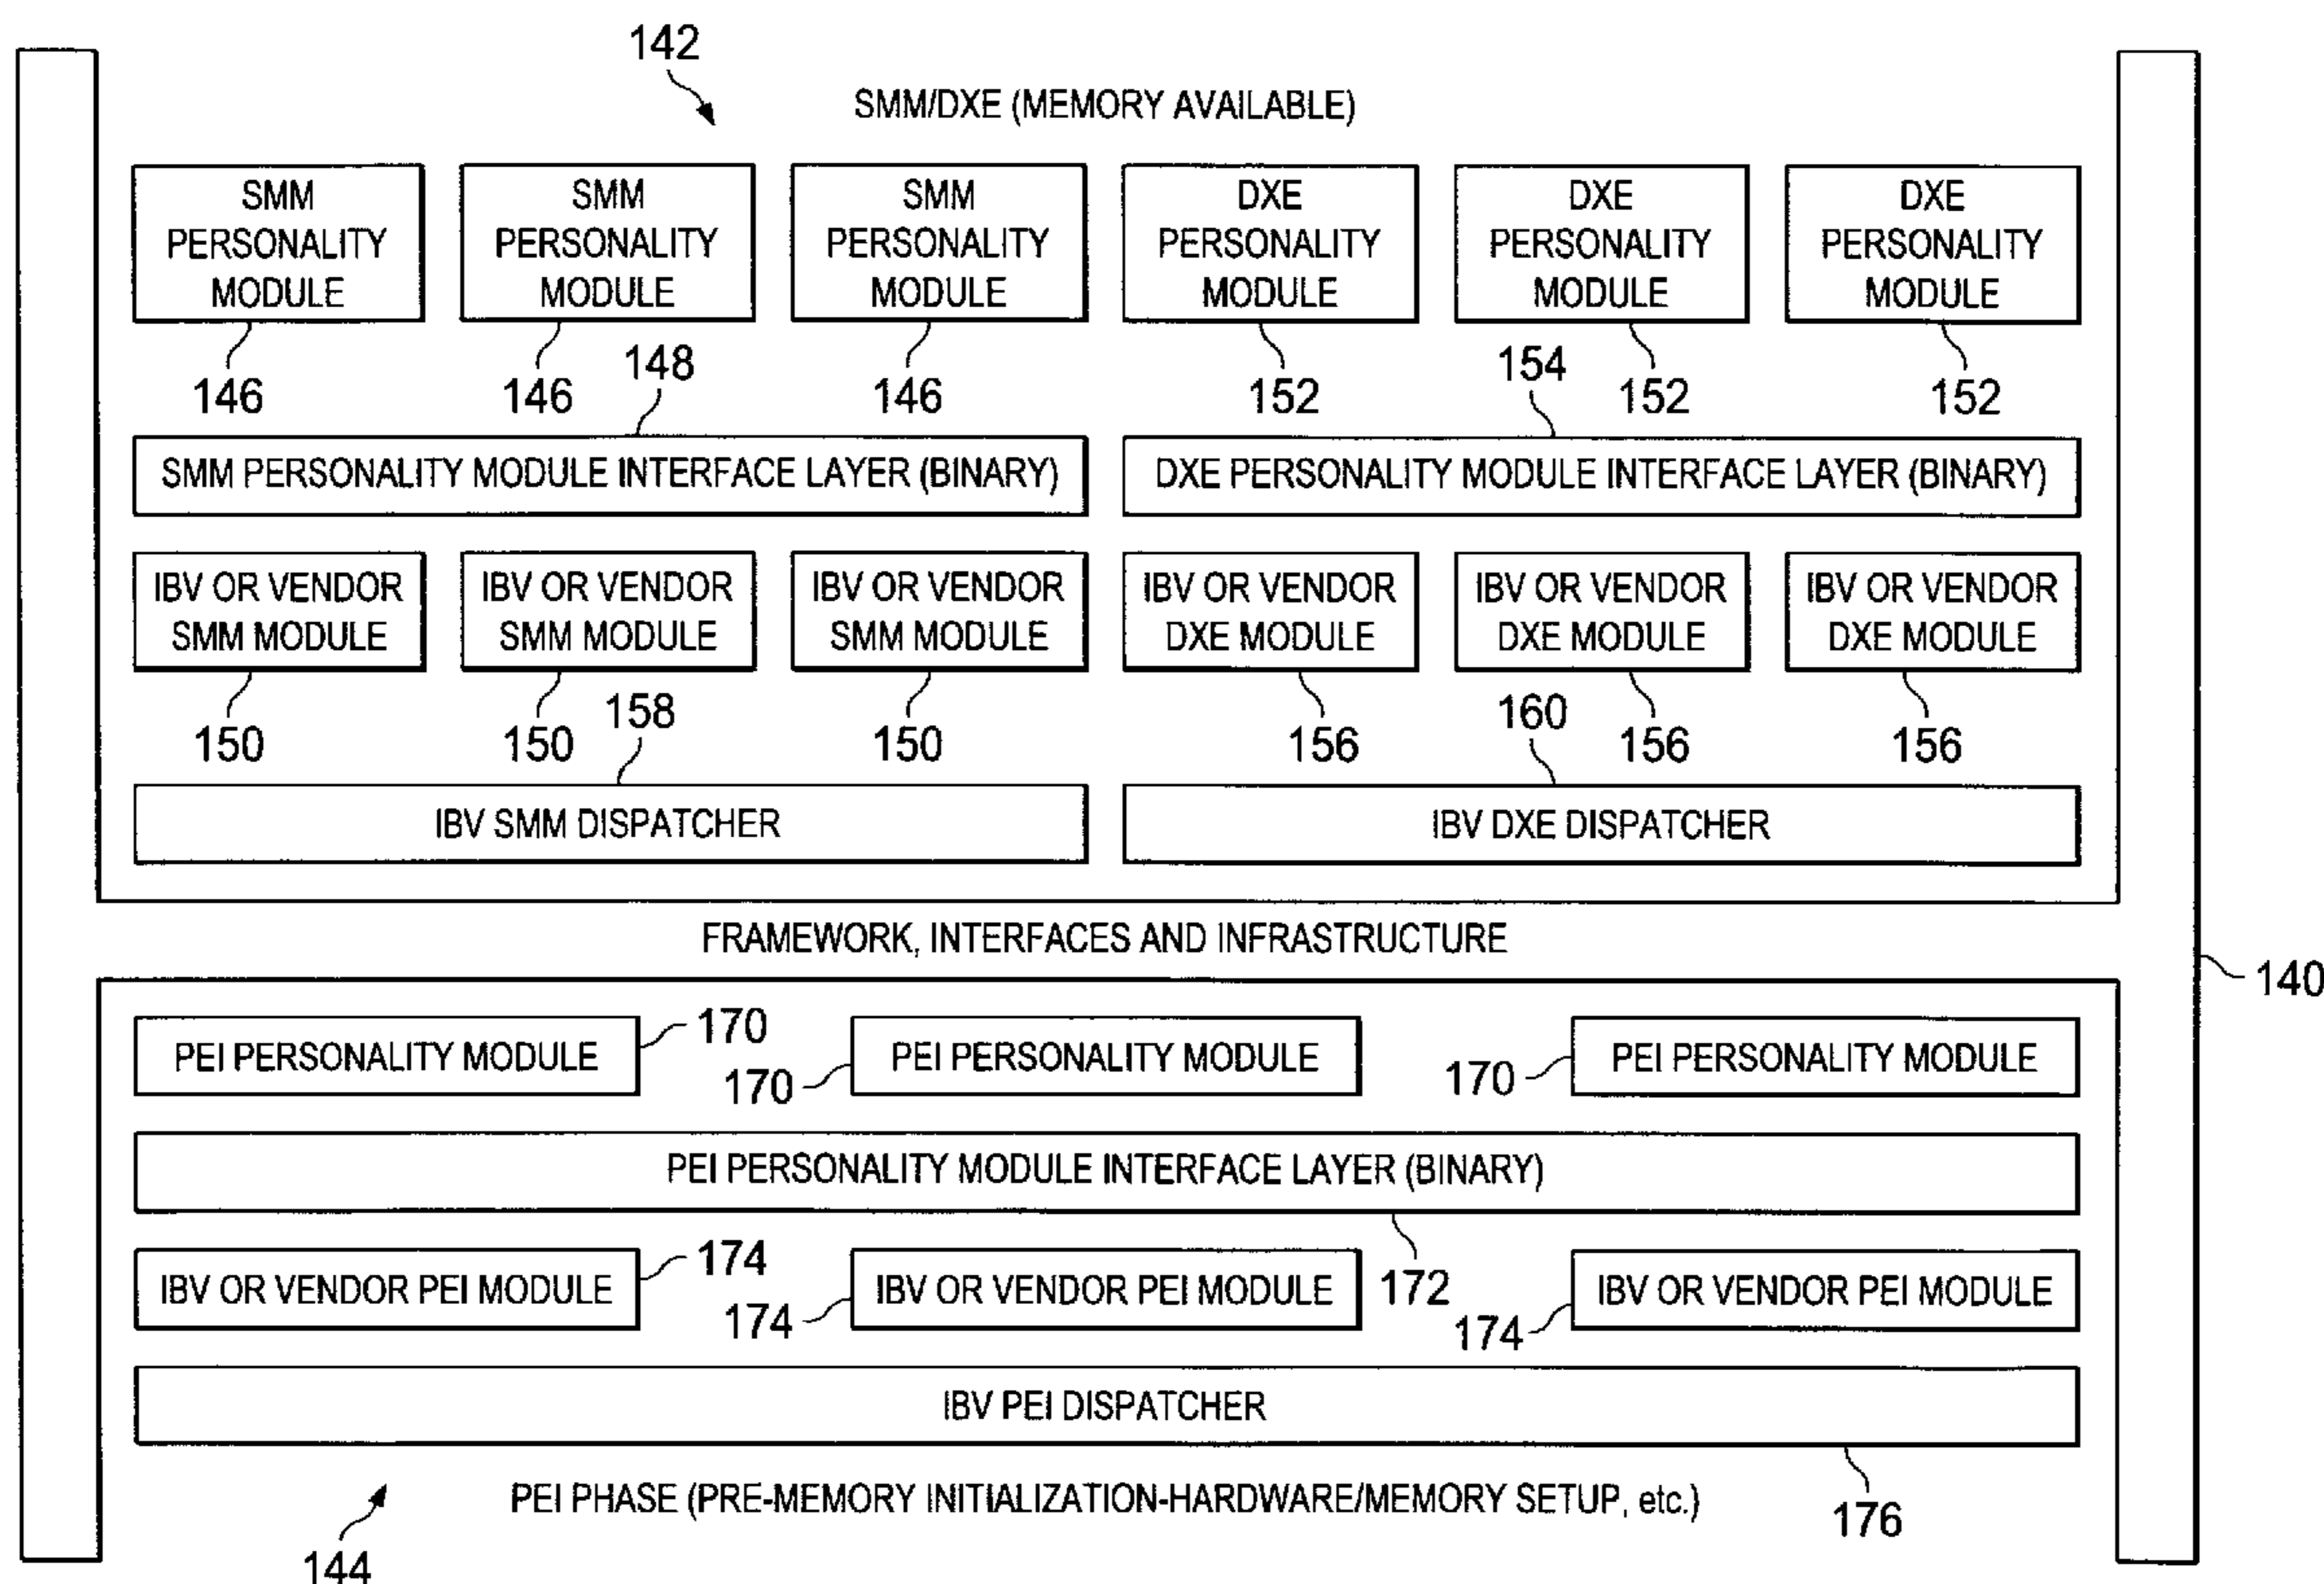 142
SMM/DXE (MEMORY AVAILABLE)
SMM
PERSONALITY
MODULE
SMM
PERSONALITY
MODULE
SMM
PERSONALITY
MODULE
DXE
PERSONALITY
MODULE
DXE
PERSONALITY
MODULE
DXE
PERSONALITY
MODULE
146
146
148
146
152
154
152
152
SMM PERSONALITY MODULE INTERFACE LAYER (BINARY)
DXE PERSONALITY MODULE INTERFACE LAYER (BINARY)
IBV OR VENDOR
SMM MODULE
IBV OR VENDOR
SMM MODULE
IBV OR VENDOR
SMM MODULE
IBV OR VENDOR
DXE MODULE
IBV OR VENDOR
DXE MODULE
IBV OR VENDOR
DXE MODULE
150
150
158
150
156
160
156
156
IBV SMM DISPATCHER
IBV DXE DISPATCHER
FRAMEWORK, INTERFACES AND INFRASTRUCTURE
140
PEI PERSONALITY MODULE
170
170
PEI PERSONALITY MODULE
170
PEI PERSONALITY MODULE
PEI PERSONALITY MODULE INTERFACE LAYER (BINARY)
172
IBV OR VENDOR PEI MODULE
174
174
IBV OR VENDOR PEI MODULE
174
IBV OR VENDOR PEI MODULE
IBV PEI DISPATCHER
176
PEI PHASE (PRE-MEMORY INITIALIZATION-HARDWARE/MEMORY SETUP, etc.)
144